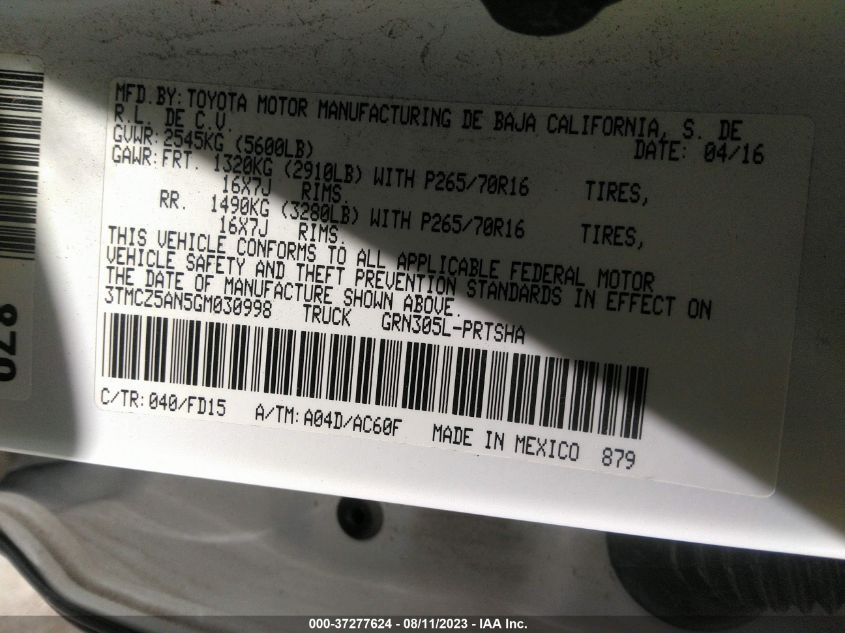 MFD.BY: TOYOTA MOTOR MANUFACTURING DE BAJA CALIFORNIA, S. DE
R.L. DE C.V.
GVWR: 2545KG (5600LB) DATE: 04/16
GAWR: FRT. 1320KG (2910LB) WITH P265/70R16 TIRES,
16X7J RIMS.
RR. 1490KG (3280LB) WITH P265/70R16 TIRES,
16X7J RIMS.
THIS VEHICLE CONFORMS TO ALL APPLICABLE FEDERAL MOTOR
VEHICLE SAFETY AND THEFT PREVENTION STANDARDS IN EFFECT ON
THE DATE OF MANUFACTURE SHOWN ABOVE.
3TMCZ5AN5GM030998 TRUCK GRN305L-PRTSHA
C/TR: 040/FD15 A/TM: A04D/AC60F MADE IN MEXICO 879
000-37277624 - 08/11/2023 - IAA Inc.